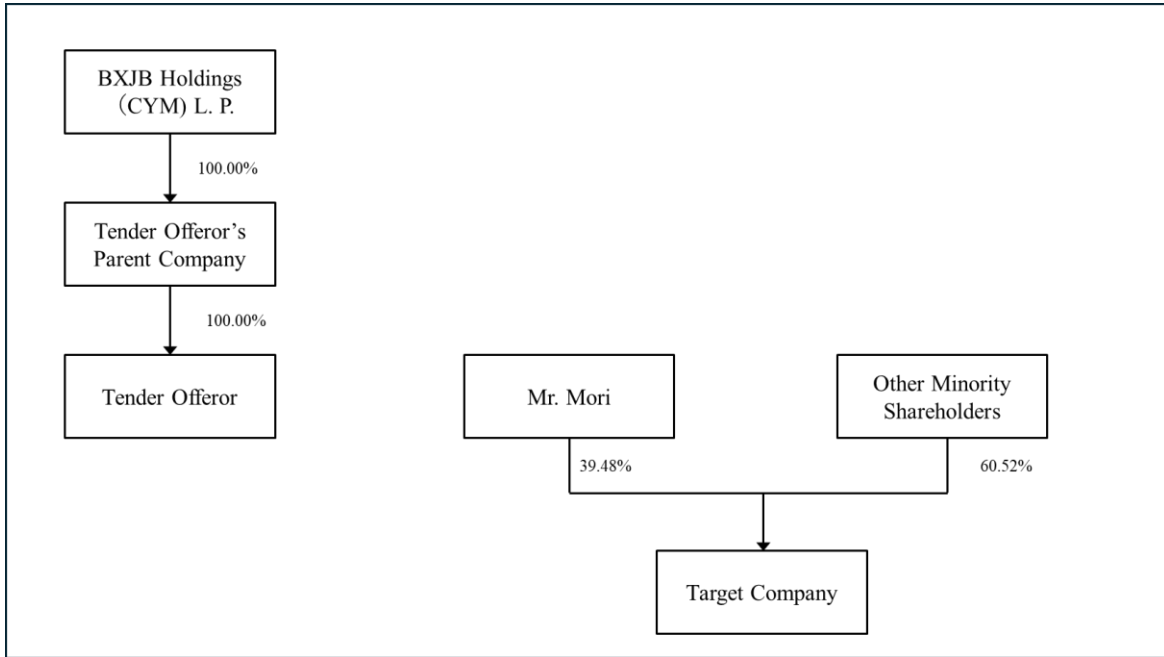 BXJB Holdings
（CYM) L. P.
100.00%
Tender Offeror’s
Parent Company
100.00%
Tender Offeror
Mr. Mori
Other Minority
Shareholders
39.48%
60.52%
Target Company